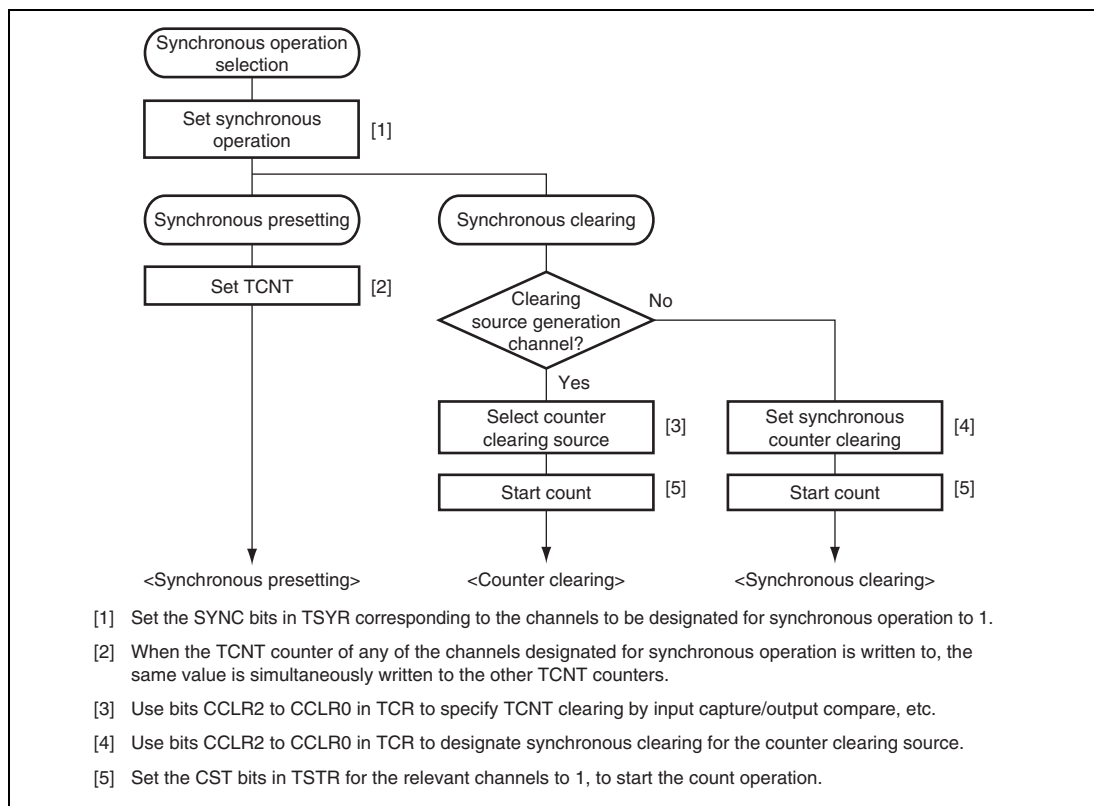 Synchronous operation
selection
Set synchronous
operation
[1]
Synchronous presetting
Synchronous clearing
Set TCNT
[2]
Clearing
source generation
channel?
No
Yes
Select counter
clearing source
[3]
Set synchronous
counter clearing
[4]
Start count
[5]
Start count
[5]
<Synchronous presetting>
<Counter clearing>
<Synchronous clearing>
[1] Set the SYNC bits in TSYR corresponding to the channels to be designated for synchronous operation to 1.
[2] When the TCNT counter of any of the channels designated for synchronous operation is written to, the
same value is simultaneously written to the other TCNT counters.
[3] Use bits CCLR2 to CCLR0 in TCR to specify TCNT clearing by input capture/output compare, etc.
[4] Use bits CCLR2 to CCLR0 in TCR to designate synchronous clearing for the counter clearing source.
[5] Set the CST bits in TSTR for the relevant channels to 1, to start the count operation.